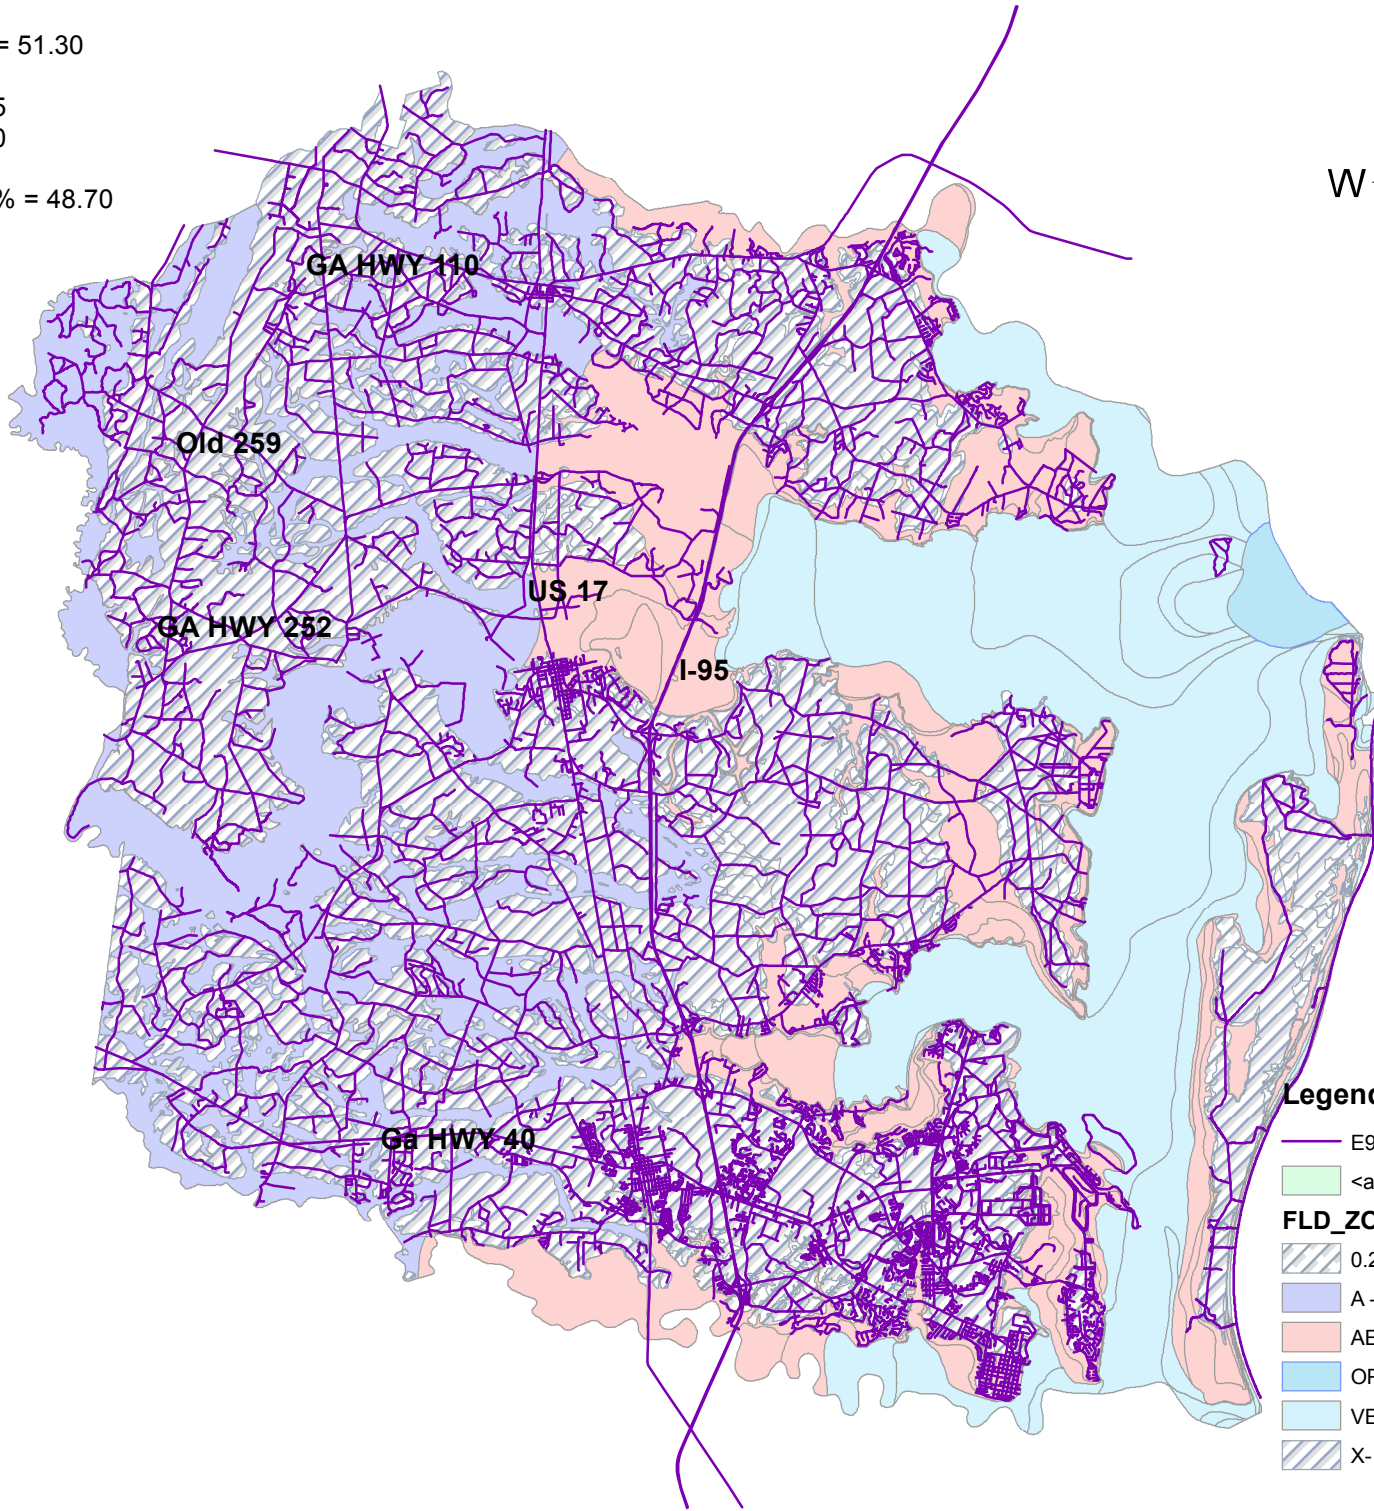 = 51.30
5
0
% = 48.70
W
GA HWY 110
Old 259
US 17
GA HWY 252
I-95
Ga HWY 40
Legend
E9
<a
FLD_ZO
0.2
A -
AE
OP
VE
X-